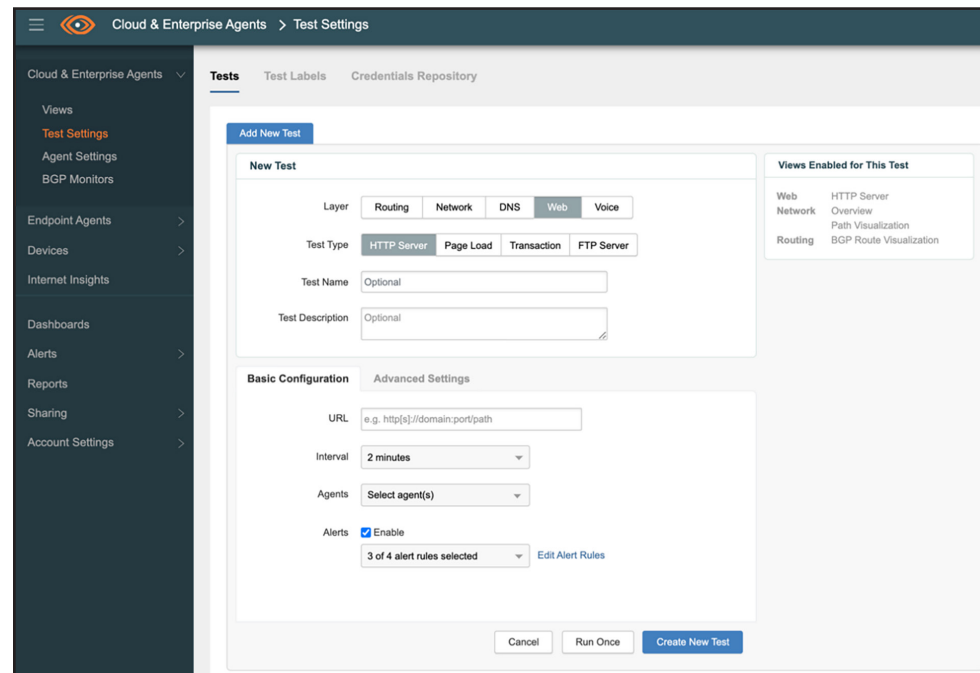 Cloud & Enterprise Agents > Test Settings
Cloud & Enterprise Agents
Views
Test Settings
Agent Settings
BGP Monitors
Endpoint Agents
Devices
Internet Insights
Dashboards
Alerts
Reports
Sharing
Account Settings
Tests Test Labels Credentials Repository
Add New Test
New Test
Layer Routing Network DNS Web Voice
Test Type HTTP Server Page Load Transaction FTP Server
Test Name Optional
Test Description Optional
Basic Configuration Advanced Settings
URL e.g. http[s]://domain:port/path
Interval 2 minutes
Agents Select agent(s)
Alerts Enable
3 of 4 alert rules selected Edit Alert Rules
Cancel Run Once Create New Test
Views Enabled for This Test
Web HTTP Server
Network Overview
Path Visualization
Routing BGP Route Visualization